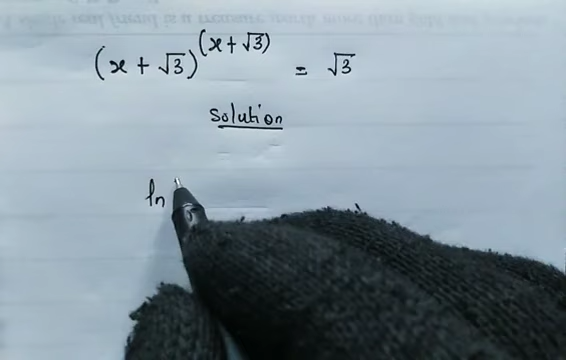 (x + √3)^(x + √3) = √3
Solution
ln